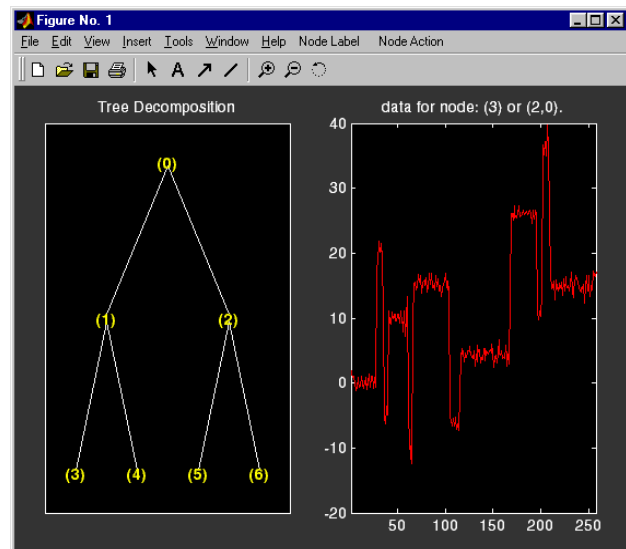 Figure No. 1
File Edit View Insert Tools Window Help Node Label Node Action
A
Tree Decomposition
(0)
(1) (2)
(3) (4) (5) (6)
data for node: (3) or (2,0).
40
30
20
10
0
-10
-20
50 100 150 200 250